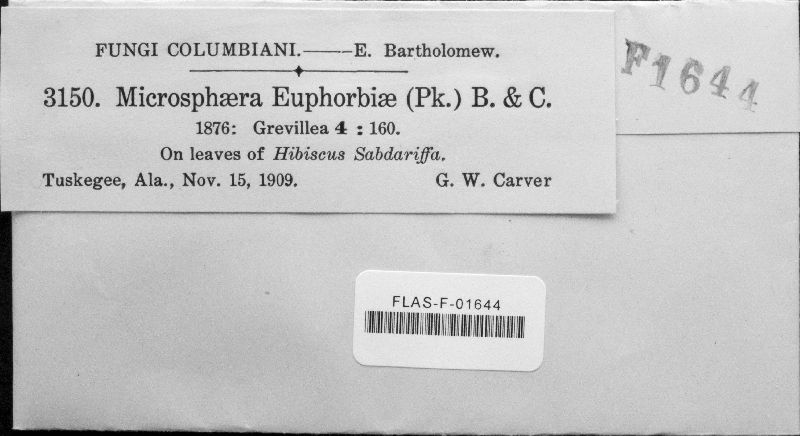 FUNGI COLUMBIANI.——E. Bartholomew.
3150. Microsphæra Euphorbiæ (Pk.) B. & C.
1876: Grevillea 4 : 160.
On leaves of Hibiscus Sabdariffa.
Tuskegee, Ala., Nov. 15, 1909. G. W. Carver
F1644
FLAS-F-01644